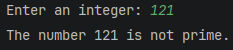 Enter an integer: 121
The number 121 is not prime.